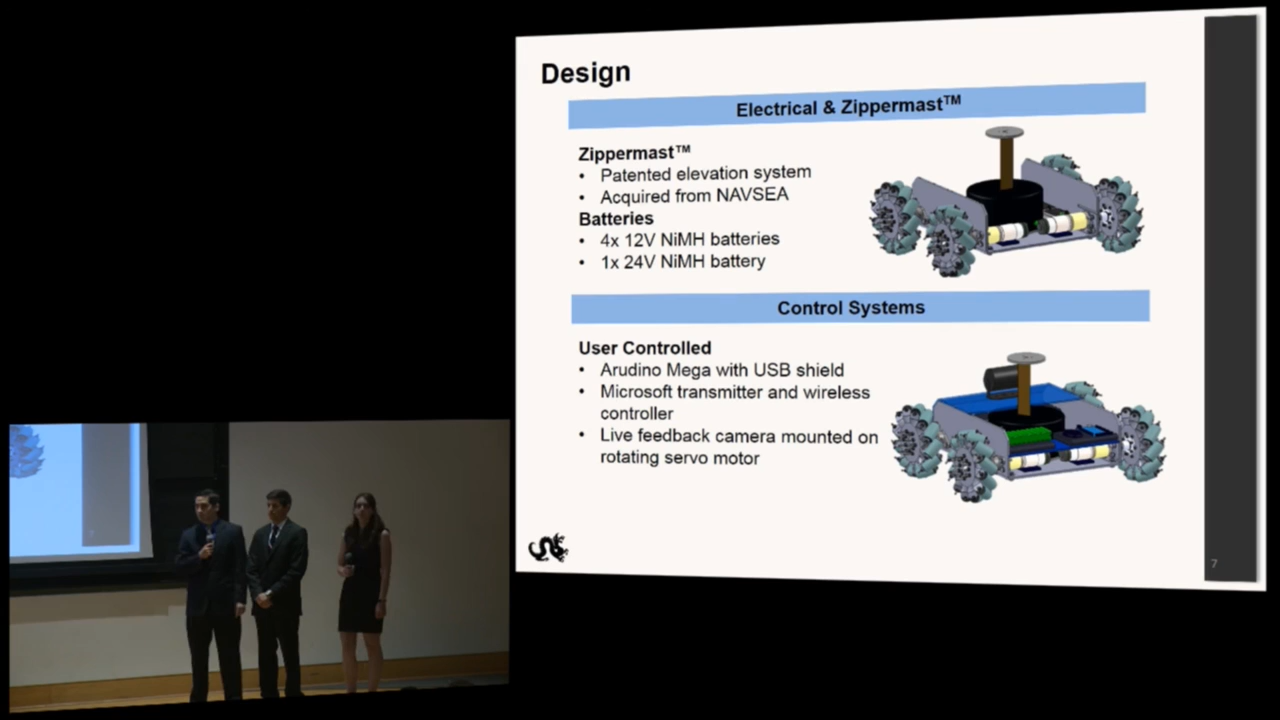 Design
Electrical & Zippermast™
Zippermast™
• Patented elevation system
• Acquired from NAVSEA
Batteries
• 4x 12V NiMH batteries
• 1x 24V NiMH battery
Control Systems
User Controlled
• Arudino Mega with USB shield
• Microsoft transmitter and wireless
controller
• Live feedback camera mounted on
rotating servo motor
7